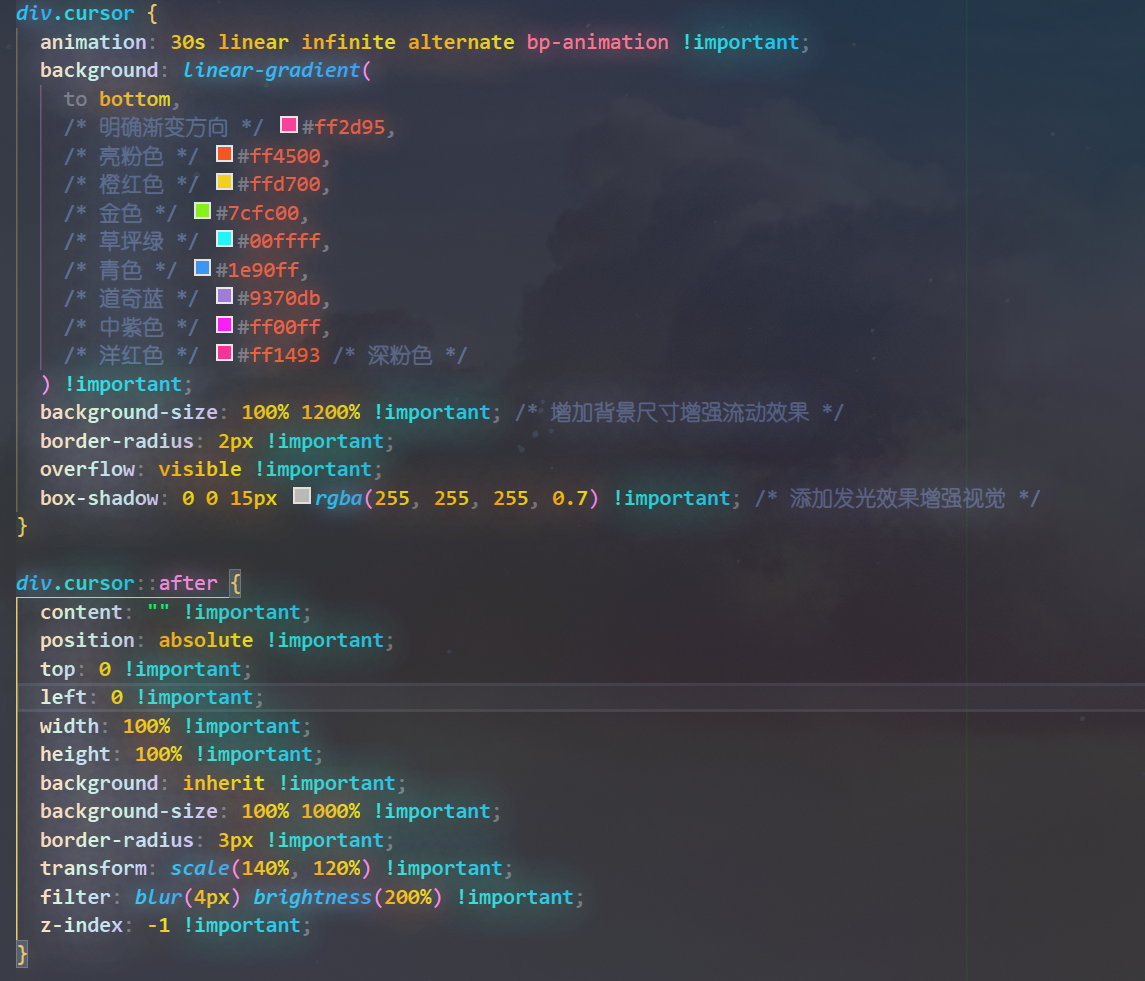 div.cursor {
  animation: 30s linear infinite alternate bp-animation !important;
  background: linear-gradient(
    to bottom,
    /* 明确渐变方向 */ #ff2d95,
    /* 亮粉色 */ #ff4500,
    /* 橙红色 */ #ffd700,
    /* 金色 */ #7cfc00,
    /* 草坪绿 */ #00ffff,
    /* 青色 */ #1e90ff,
    /* 道奇蓝 */ #9370db,
    /* 中紫色 */ #ff00ff,
    /* 洋红色 */ #ff1493 /* 深粉色 */
  ) !important;
  background-size: 100% 1200% !important; /* 增加背景尺寸增强流动效果 */
  border-radius: 2px !important;
  overflow: visible !important;
  box-shadow: 0 0 15px rgba(255, 255, 255, 0.7) !important; /* 添加发光效果增强视觉 */
}

div.cursor::after {
  content: "" !important;
  position: absolute !important;
  top: 0 !important;
  left: 0 !important;
  width: 100% !important;
  height: 100% !important;
  background: inherit !important;
  background-size: 100% 1000% !important;
  border-radius: 3px !important;
  transform: scale(140%, 120%) !important;
  filter: blur(4px) brightness(200%) !important;
  z-index: -1 !important;
}